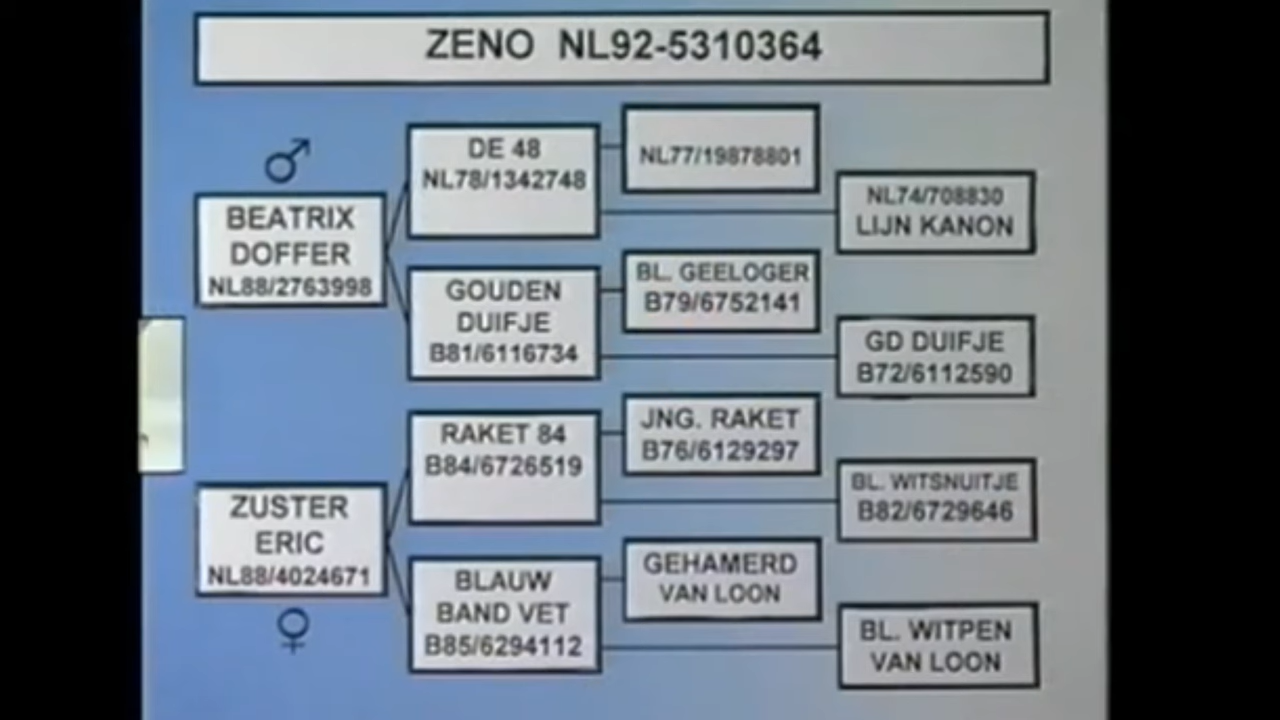 ZENO NL92-5310364
BEATRIX
DOFFER
NL88/2763998
DE 48
NL78/1342748
NL77/19878801
NL74/708830
LIJN KANON
GOUDEN
DUIFJE
B81/6116734
BL. GEELOGER
B79/6752141
GD DUIFJE
B72/6112590
ZUSTER
ERIC
NL88/4024671
RAKET 84
B84/6726519
JNG. RAKET
B76/6129297
BL. WITSNUITJE
B82/6729646
BLAUW
BAND VET
B85/6294112
GEHAMERD
VAN LOON
BL. WITPEN
VAN LOON